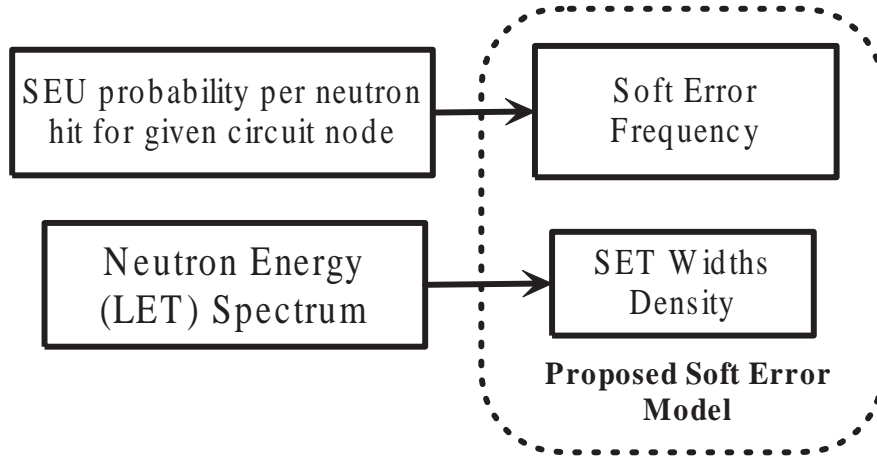 SEU probability per neutron
hit for given circuit node
Soft Error
Frequency
Neutron Energy
(LET) Spectrum
SET Widths
Density
Proposed Soft Error
Model